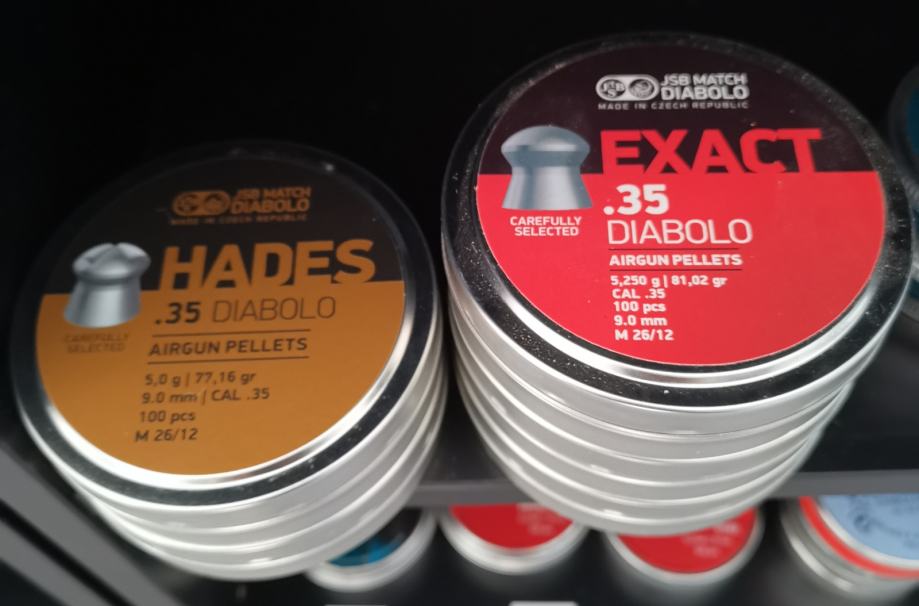 JSB MATCH
DIABOLO
MADE IN CZECH REPUBLIC
HADES
.35 DIABOLO
CAREFULLY
SELECTED
AIRGUN PELLETS
5,0 g | 77,16 gr
9.0 mm | CAL .35
100 pcs
M 26/12
JSB
JSB MATCH
DIABOLO
MADE IN CZECH REPUBLIC
EXACT
.35
CAREFULLY
SELECTED
DIABOLO
AIRGUN PELLETS
5,250 g | 81,02 gr
CAL .35
100 pcs
9.0 mm
M 26/12